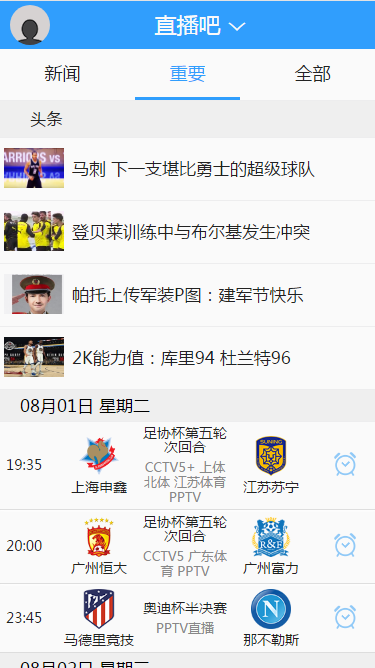 直播吧
新闻 重要 全部
头条
马刺 下一支堪比勇士的超级球队
登贝莱训练中与布尔基发生冲突
帕托上传军装P图：建军节快乐
2K能力值：库里94 杜兰特96
08月01日 星期二
19:35
上海申鑫
足协杯第五轮
次回合
CCTV5+ 上体
北体 江苏体育
PPTV
SUNING
江苏苏宁
20:00
广州恒大
足协杯第五轮
次回合
CCTV5 广东体
育 PPTV
R&F
广州富力
23:45
马德里竞技
奥迪杯半决赛
PPTV直播
N
那不勒斯
08月02日 星期三